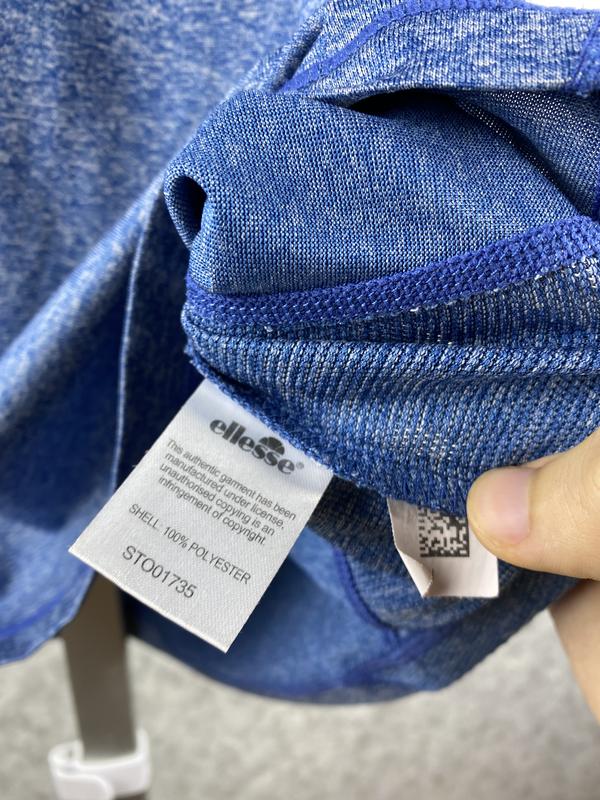 ellesse®
This authentic garment has been
manufactured under license,
unauthorised copying is an
infringement of copyright.
SHELL 100% POLYESTER
STO01735